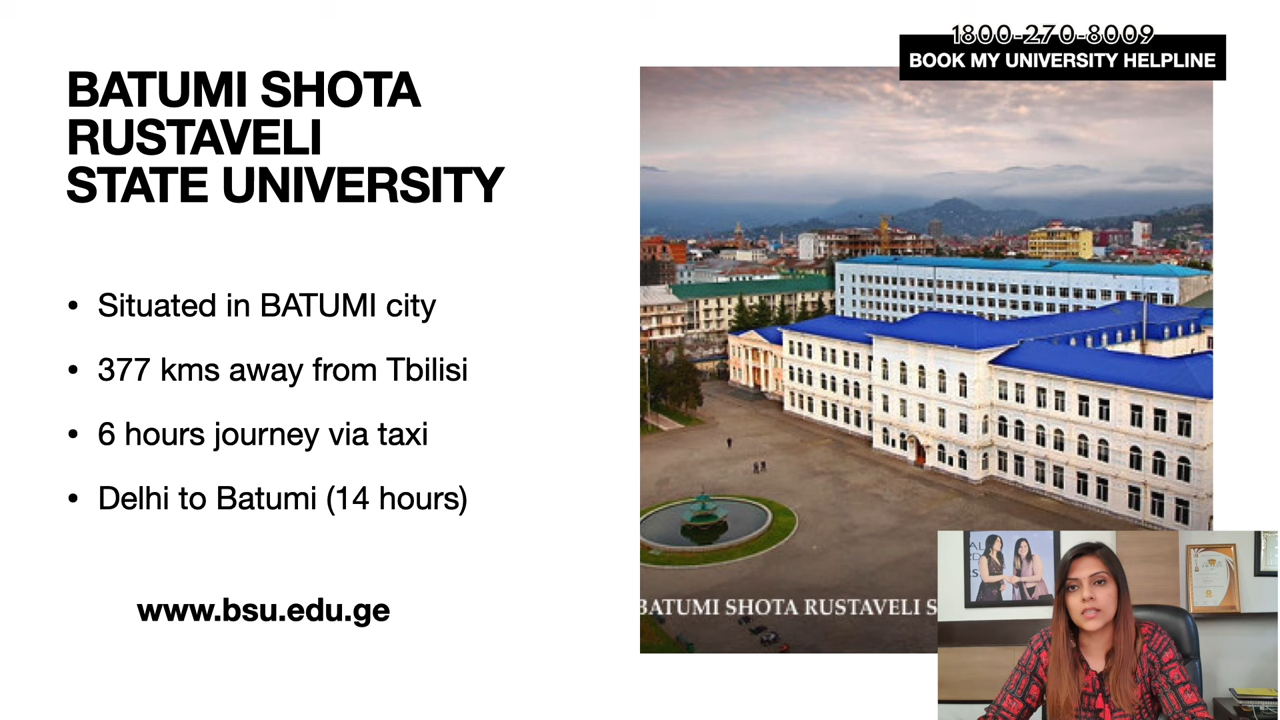 1800-270-8009
BOOK MY UNIVERSITY HELPLINE
BATUMI SHOTA
RUSTAVELI
STATE UNIVERSITY
• Situated in BATUMI city
• 377 kms away from Tbilisi
• 6 hours journey via taxi
• Delhi to Batumi (14 hours)
www.bsu.edu.ge
BATUMI SHOTA RUSTAVELI S